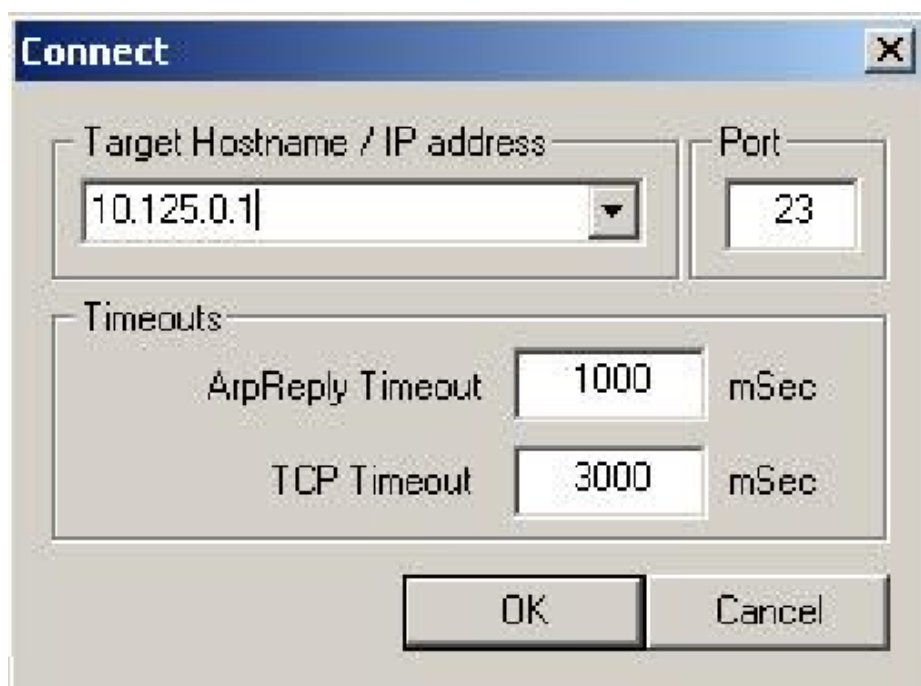 Connect
Target Hostname / IP address
Port
10.125.0.1
23
Timeouts
ArpReply Timeout 1000 mSec
TCP Timeout 3000 mSec
OK Cancel